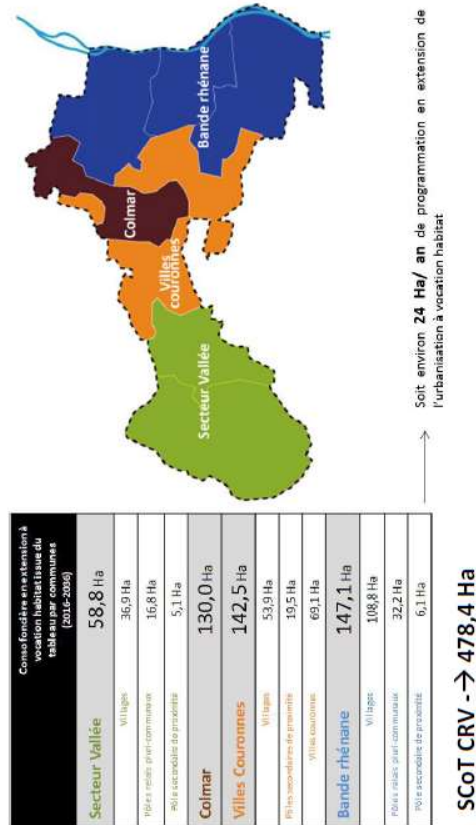 Conso foncière en extension à
vocation habitat issue du
tableau par communes
(2016-2036)
Secteur Vallée 58,8 Ha
Villages 36,9 Ha
Pôles relais pluri-communaux 16,8 Ha
Pôle secondaire de proximité 5,1 Ha
Colmar 130,0 Ha
Villes Couronnes 142,5 Ha
Villages 53,9 Ha
Pôles secondaires de proximité 19,5 Ha
Villes couronnes 69,1 Ha
Bande rhénane 147,1 Ha
Villages 108,8 Ha
Pôles relais pluri-communaux 32,2 Ha
Pôle secondaire de proximité 6,1 Ha
SCoT CRV - → 478,4 Ha
Secteur Vallée
Villes
couronnes
Colmar
Bande rhénane
Soit environ 24 Ha/ an de programmation en extension de
l'urbanisation à vocation habitat